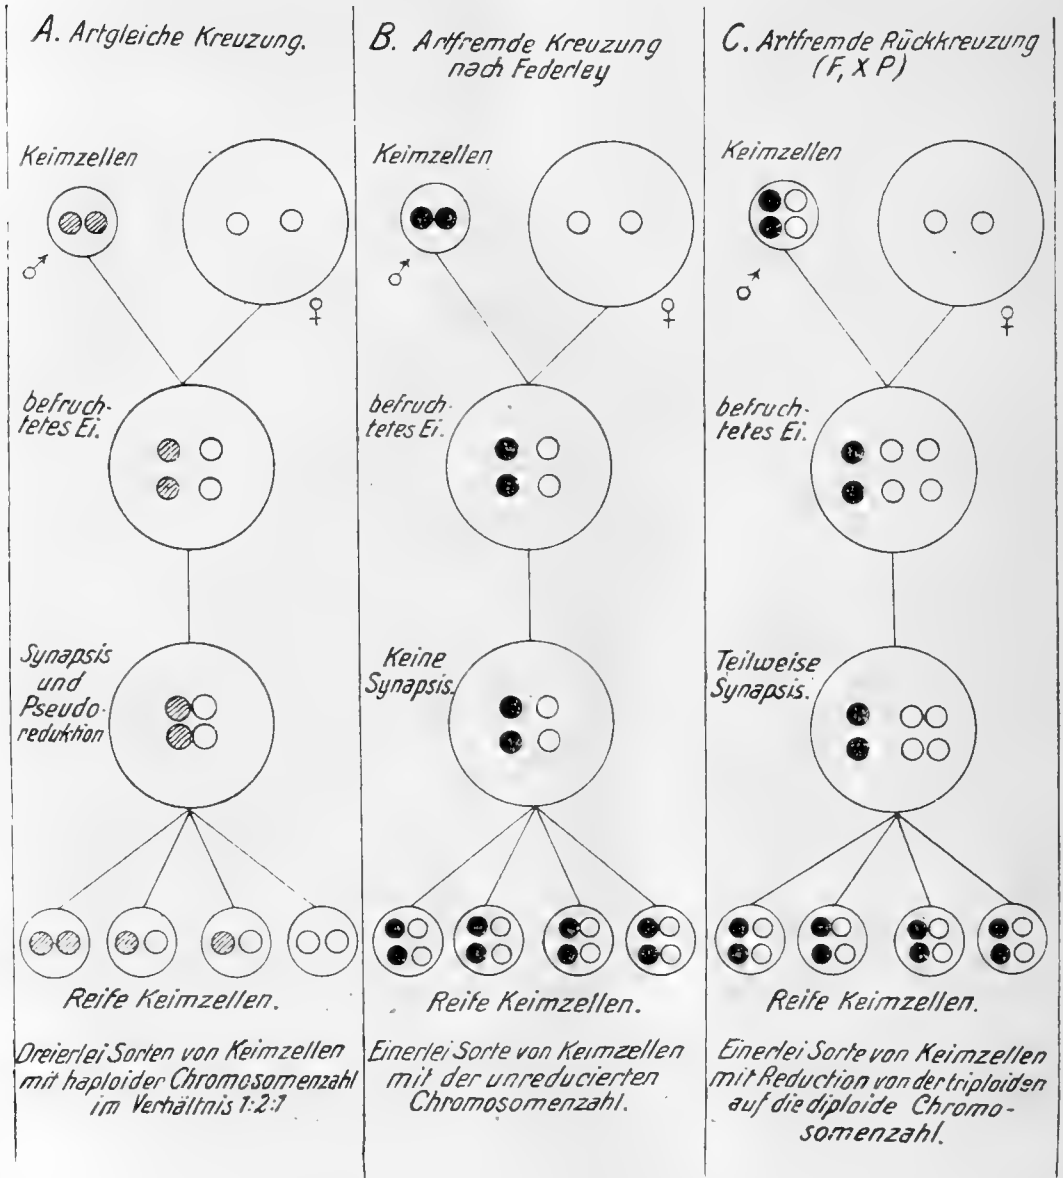 A. Artgleiche Kreuzung.
Keimzellen
♂
♀
befruch-
tetes Ei.
Synapsis
und
Pseudo-
reduktion
Reife Keimzellen.
Dreierlei Sorten von Keimzellen
mit haploider Chromosomenzahl
im Verhältnis 1:2:1
B. Artfremde Kreuzung
nach Federley
Keimzellen
♂
♀
befruch-
tetes Ei.
Keine
Synapsis.
Reife Keimzellen.
Einerlei Sorte von Keimzellen
mit der unreducierten
Chromosomenzahl.
C. Artfremde Rückkreuzung
(F, X P)
Keimzellen
♂
♀
befruch-
tetes Ei.
Teilweise
Synapsis.
Reife Keimzellen.
Einerlei Sorte von Keimzellen
mit Reduction von der triploiden
auf die diploide Chromo-
somenzahl.